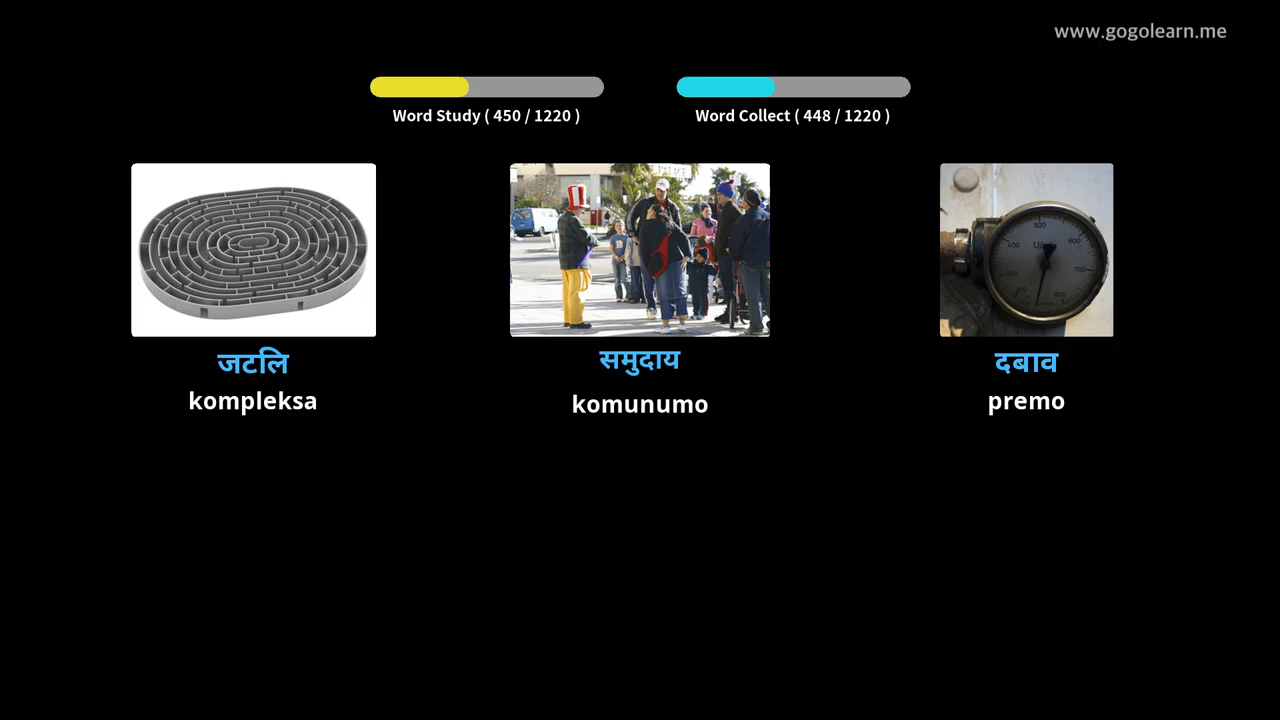 www.gogolearn.me
Word Study ( 450 / 1220 )
Word Collect ( 448 / 1220 )
जटलि
समुदाय
दबाव
kompleksa
komunumo
premo